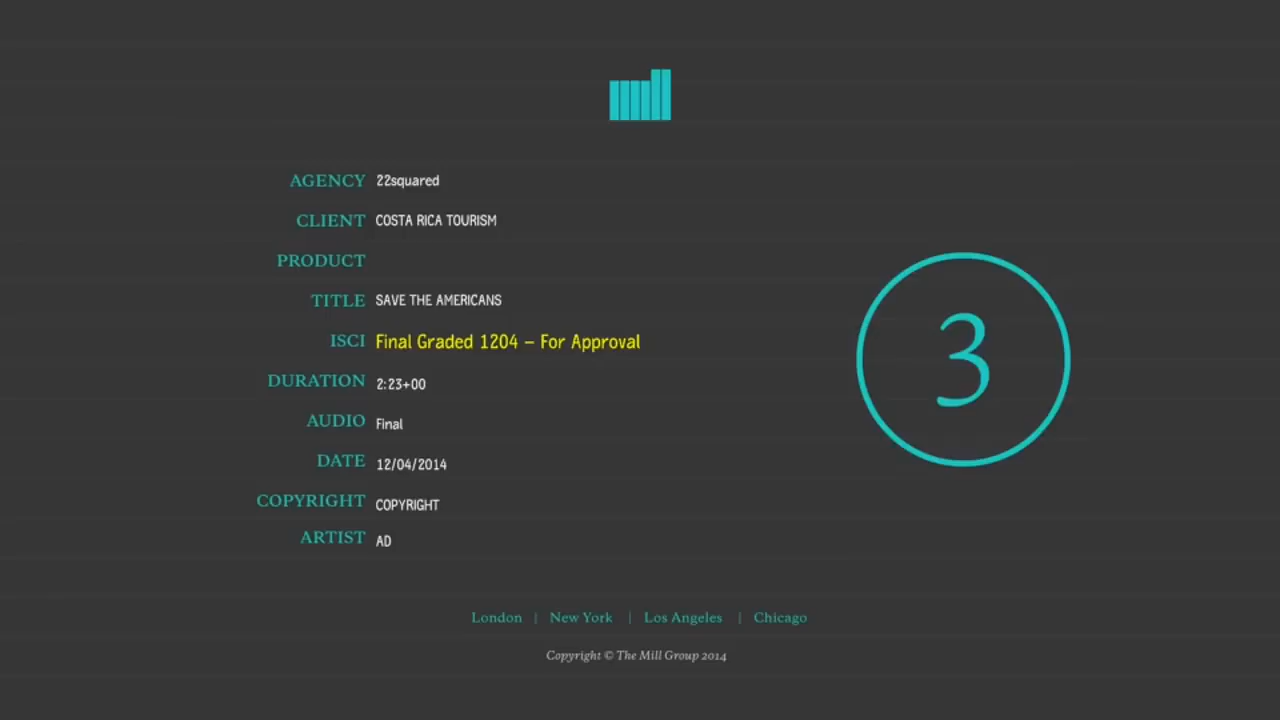 AGENCY 22squared
CLIENT COSTA RICA TOURISM
PRODUCT
TITLE SAVE THE AMERICANS
ISCI Final Graded 1204 – For Approval
DURATION 2:23+00
AUDIO Final
DATE 12/04/2014
COPYRIGHT COPYRIGHT
ARTIST AD
3
London | New York | Los Angeles | Chicago
Copyright © The Mill Group 2014